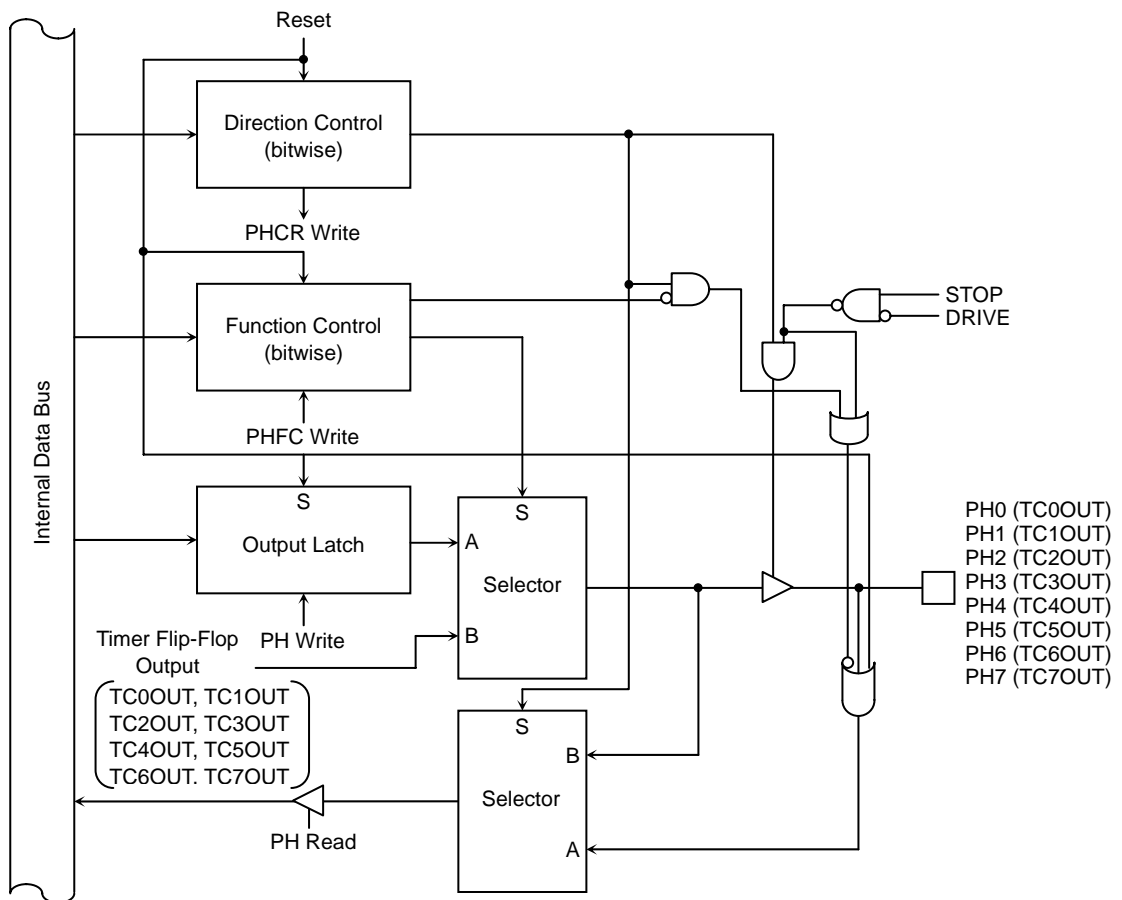 Reset
Direction Control
(bitwise)
PHCR Write
Function Control
(bitwise)
STOP
DRIVE
PHFC Write
Internal Data Bus
S
Output Latch
A
S
Selector
B
PH Write
Timer Flip-Flop
Output
TC0OUT, TC1OUT
TC2OUT, TC3OUT
TC4OUT, TC5OUT
TC6OUT. TC7OUT
PH0 (TC0OUT)
PH1 (TC1OUT)
PH2 (TC2OUT)
PH3 (TC3OUT)
PH4 (TC4OUT)
PH5 (TC5OUT)
PH6 (TC6OUT)
PH7 (TC7OUT)
S
B
Selector
A
PH Read